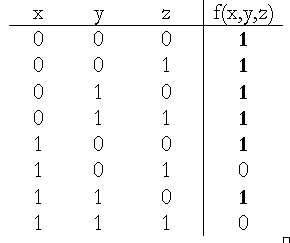 x y z f(x,y,z)
0 0 0 1
0 0 1 1
0 1 0 1
0 1 1 1
1 0 0 1
1 0 1 0
1 1 0 1
1 1 1 0